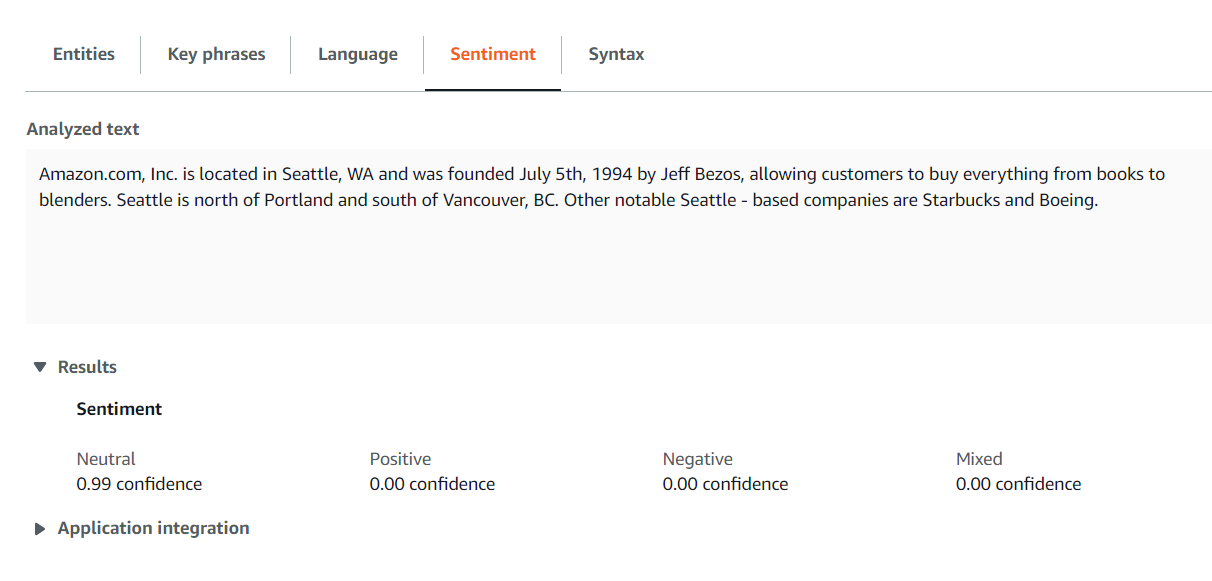 Entities Key phrases Language Sentiment Syntax
Analyzed text
Amazon.com, Inc. is located in Seattle, WA and was founded July 5th, 1994 by Jeff Bezos, allowing customers to buy everything from books to
blenders. Seattle is north of Portland and south of Vancouver, BC. Other notable Seattle - based companies are Starbucks and Boeing.
Results
Sentiment
Neutral Positive Negative Mixed
0.99 confidence 0.00 confidence 0.00 confidence 0.00 confidence
Application integration